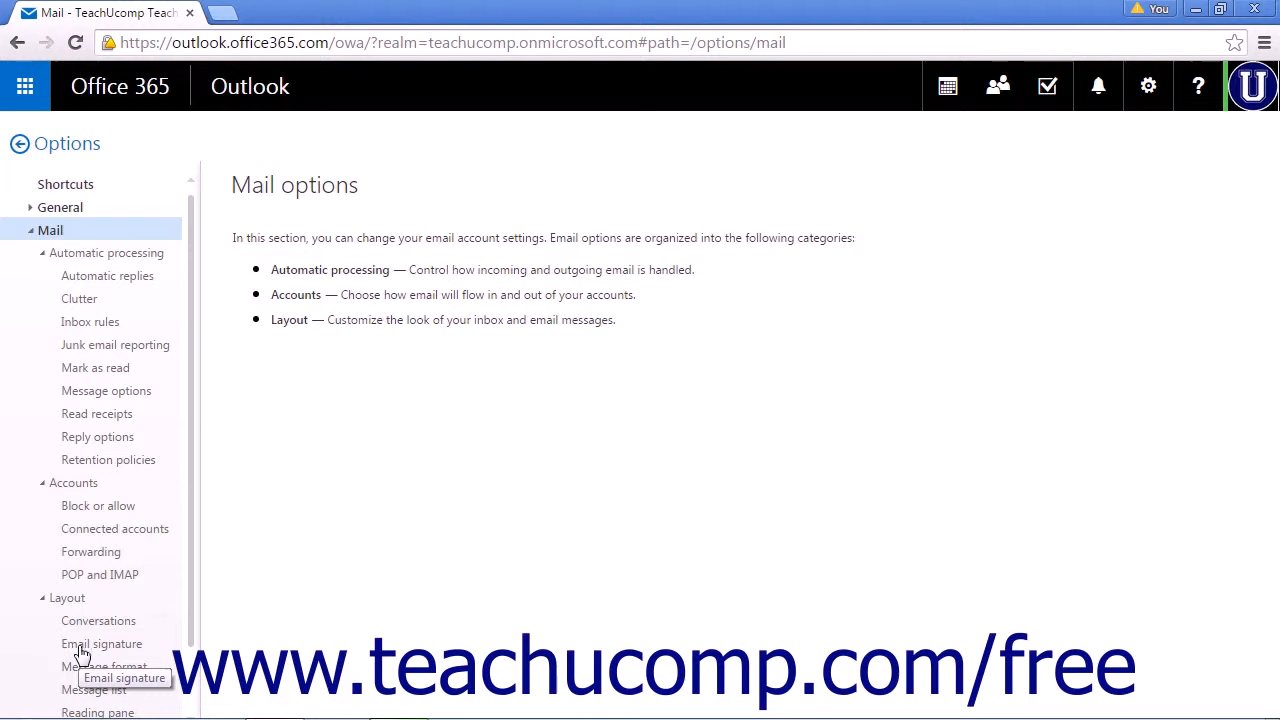 Mail - TeachUcomp Teach
You
https://outlook.office365.com/owa/?realm=teachucomp.onmicrosoft.com#path=/options/mail
Office 365
Outlook
?
U
Options
Shortcuts
General
Mail
Automatic processing
Automatic replies
Clutter
Inbox rules
Junk email reporting
Mark as read
Message options
Read receipts
Reply options
Retention policies
Accounts
Block or allow
Connected accounts
Forwarding
POP and IMAP
Layout
Conversations
Email signature
Message format
Message list
Reading pane
Email signature
Mail options
In this section, you can change your email account settings. Email options are organized into the following categories:
Automatic processing — Control how incoming and outgoing email is handled.
Accounts — Choose how email will flow in and out of your accounts.
Layout — Customize the look of your inbox and email messages.
www.teachucomp.com/free